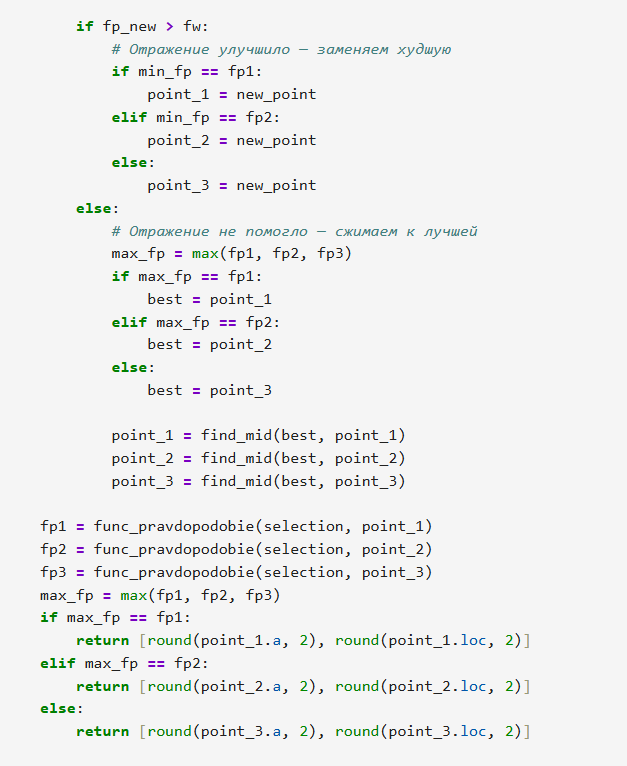 if fp_new > fw:
# Отражение улучшило — заменяем худшую
if min_fp == fp1:
point_1 = new_point
elif min_fp == fp2:
point_2 = new_point
else:
point_3 = new_point
else:
# Отражение не помогло — сжимаем к лучшей
max_fp = max(fp1, fp2, fp3)
if max_fp == fp1:
best = point_1
elif max_fp == fp2:
best = point_2
else:
best = point_3
point_1 = find_mid(best, point_1)
point_2 = find_mid(best, point_2)
point_3 = find_mid(best, point_3)
fp1 = func_pravdopodobie(selection, point_1)
fp2 = func_pravdopodobie(selection, point_2)
fp3 = func_pravdopodobie(selection, point_3)
max_fp = max(fp1, fp2, fp3)
if max_fp == fp1:
return [round(point_1.a, 2), round(point_1.loc, 2)]
elif max_fp == fp2:
return [round(point_2.a, 2), round(point_2.loc, 2)]
else:
return [round(point_3.a, 2), round(point_3.loc, 2)]